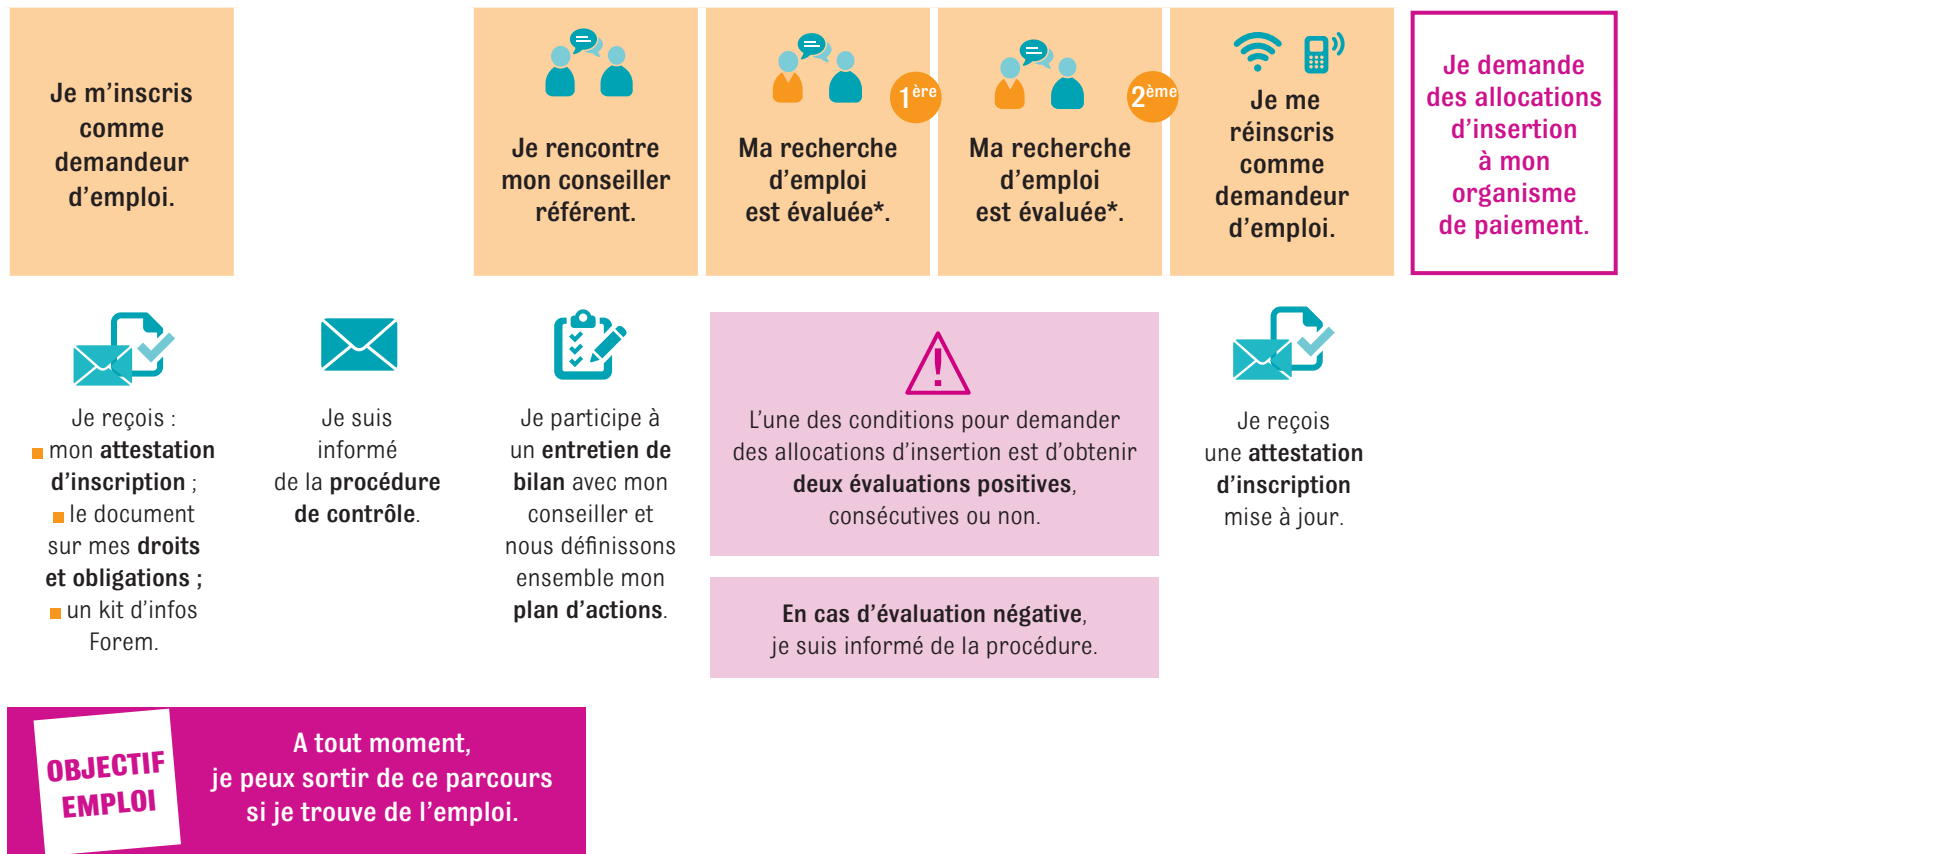 Je m’inscris
comme
demandeur
d’emploi.
Je rencontre
mon conseiller
référent.
1ère
Ma recherche
d’emploi
est évaluée*.
2ème
Ma recherche
d’emploi
est évaluée*.
Je me
réinscris
comme
demandeur
d’emploi.
Je demande
des allocations
d’insertion
à mon
organisme
de paiement.
Je reçois :
mon attestation
d’inscription ;
le document
sur mes droits
et obligations ;
un kit d’infos
Forem.
Je suis
informé
de la procédure
de contrôle.
Je participe à
un entretien de
bilan avec mon
conseiller et
nous définissons
ensemble mon
plan d’actions.
L’une des conditions pour demander
des allocations d’insertion est d’obtenir
deux évaluations positives,
consécutives ou non.
En cas d’évaluation négative,
je suis informé de la procédure.
Je reçois
une attestation
d’inscription
mise à jour.
OBJECTIF
EMPLOI
A tout moment,
je peux sortir de ce parcours
si je trouve de l’emploi.